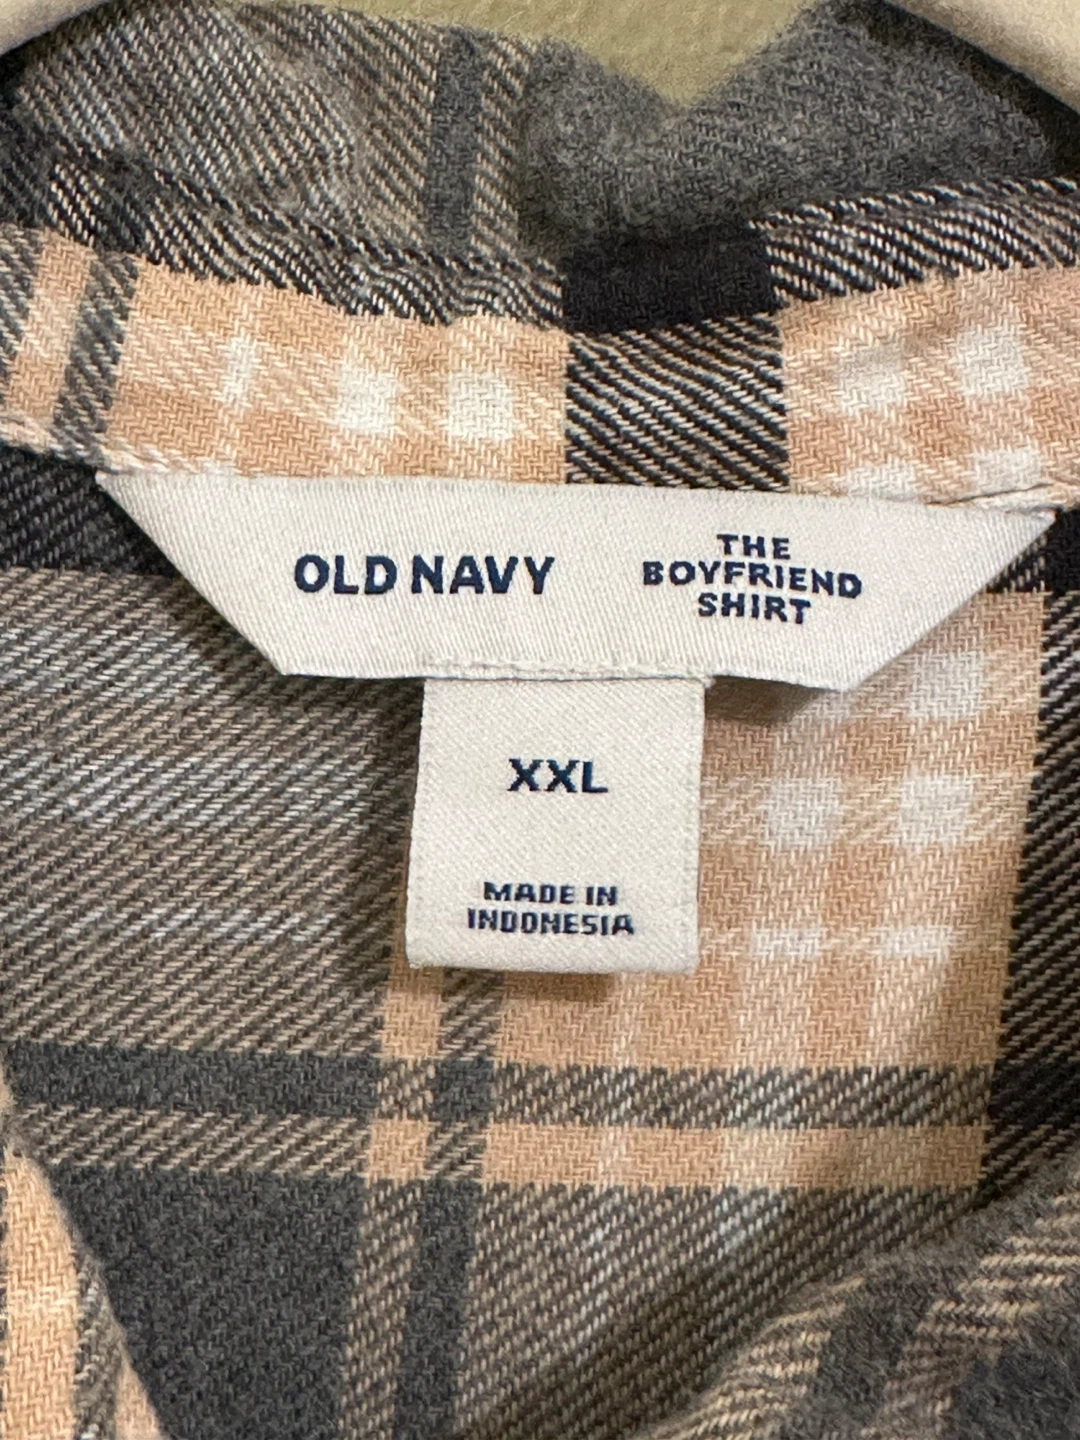 OLD NAVY
THE
BOYFRIEND
SHIRT
XXL
MADE IN
INDONESIA